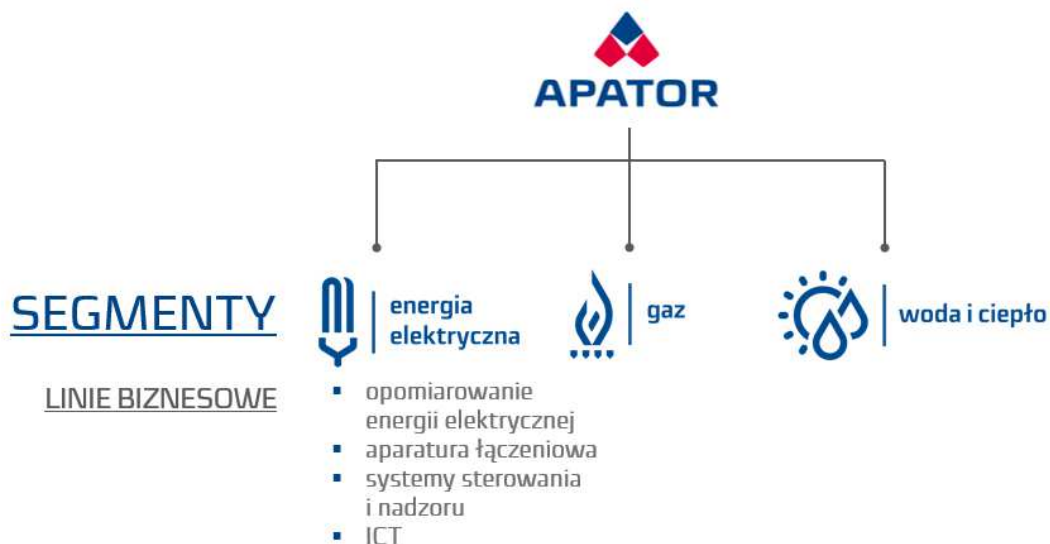 APATOR
SEGMENTY
energia
elektryczna
gaz
woda i ciepło
LINIE BIZNESOWE
▪ opomiarowanie
energii elektrycznej
▪ aparatura łączeniowa
▪ systemy sterowania
i nadzoru
▪ ICT